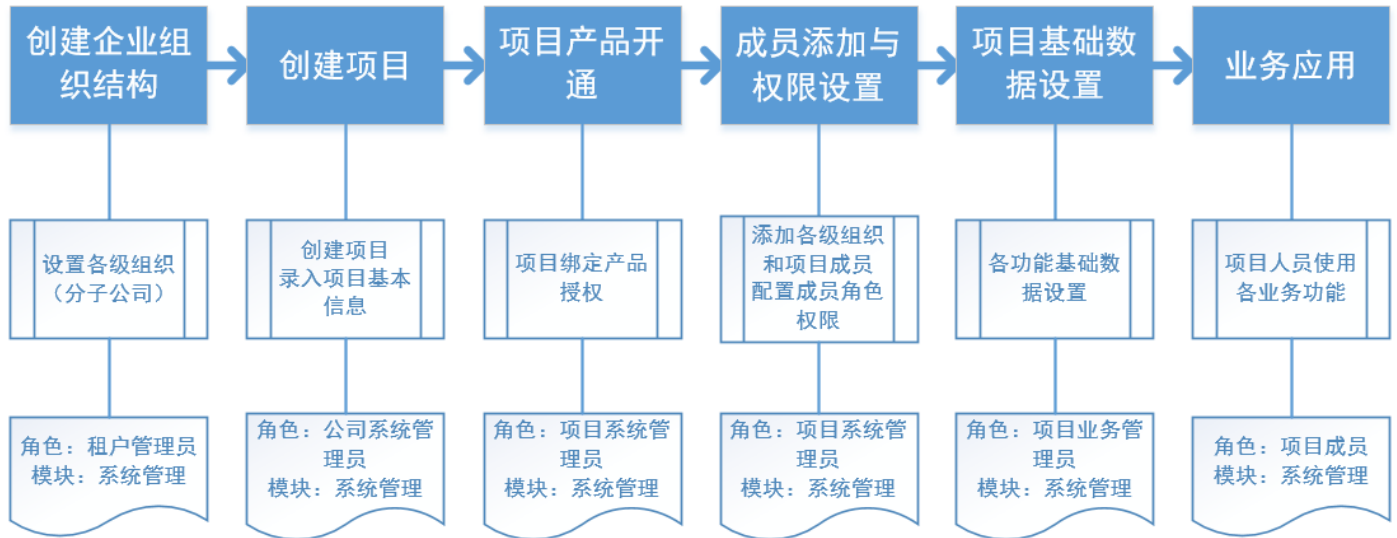 创建企业组
织结构
创建项目
项目产品开
通
成员添加与
权限设置
项目基础数
据设置
业务应用
设置各级组织
（分子公司）
创建项目
录入项目基本
信息
项目绑定产品
授权
添加各级组织
和项目成员
配置成员角色
权限
各功能基础数
据设置
项目人员使用
各业务功能
角色：租户管理员
模块：系统管理
角色：公司系统管
理员
模块：系统管理
角色：项目系统管
理员
模块：系统管理
角色：项目系统管
理员
模块：系统管理
角色：项目业务管
理员
模块：系统管理
角色：项目成员
模块：系统管理